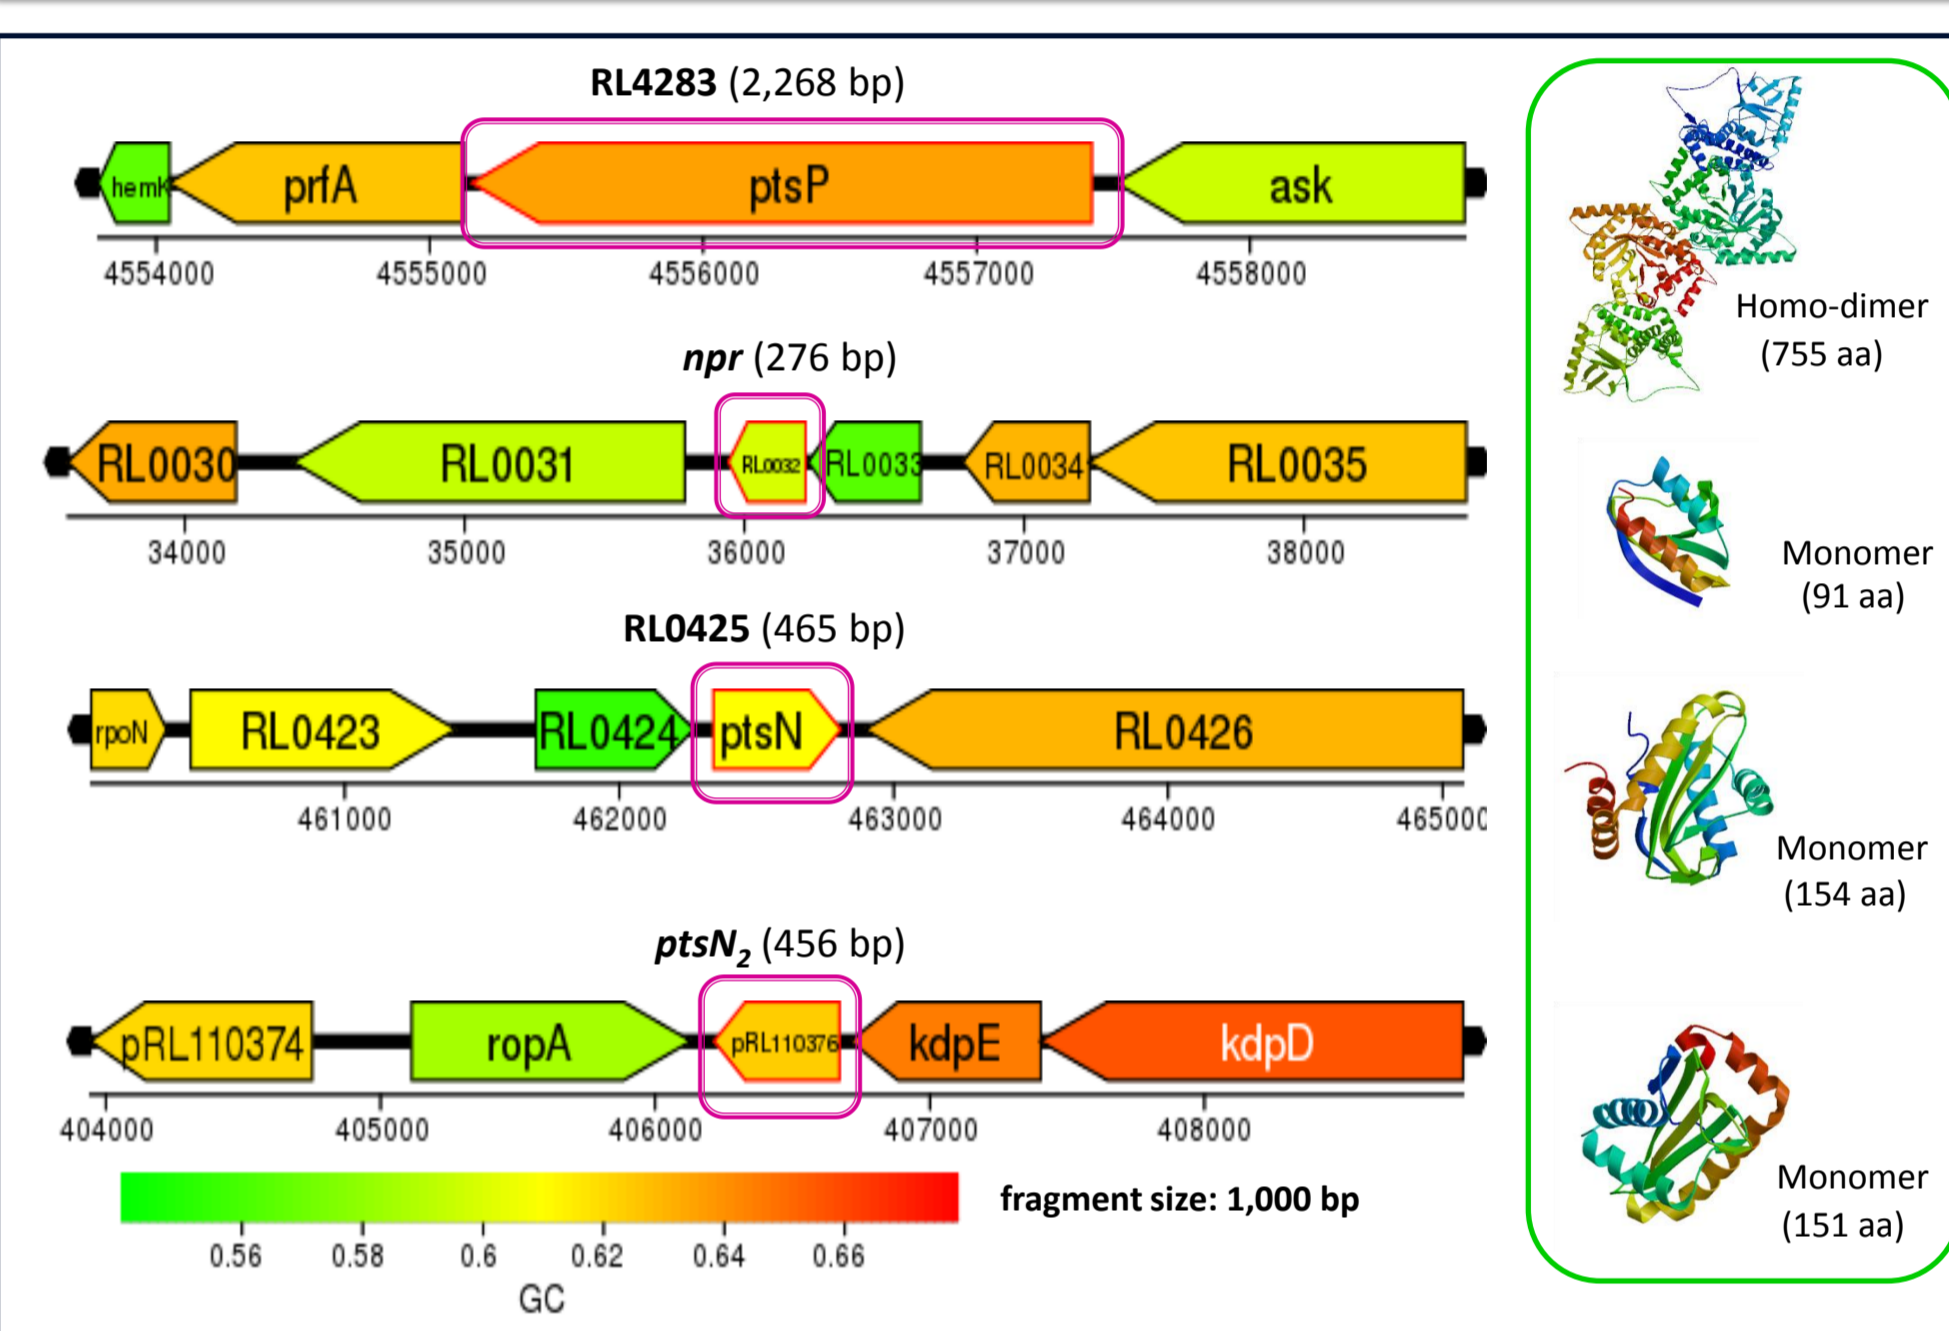 RL4283 (2,268 bp)
hemK prfA ptsP ask
4554000 4555000 4556000 4557000 4558000
Homo-dimer
(755 aa)
npr (276 bp)
RL0030 RL0031 RL0032 RL0033 RL0034 RL0035
34000 35000 36000 37000 38000
Monomer
(91 aa)
RL0425 (465 bp)
rpoN RL0423 RL0424 ptsN RL0426
461000 462000 463000 464000 465000
Monomer
(154 aa)
ptsN2 (456 bp)
pRL110374 ropA pRL110376 kdpE kdpD
404000 405000 406000 407000 408000
Monomer
(151 aa)
fragment size: 1,000 bp
0.56 0.58 0.6 0.62 0.64 0.66
GC